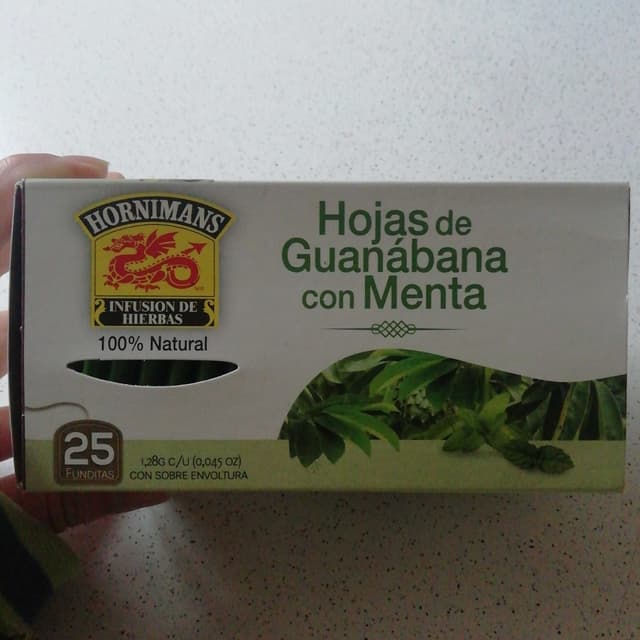 HORNIMANS
INFUSION DE
HIERBAS
100% Natural
Hojas de
Guanábana
con Menta
25
FUNDITAS
1,28G C/U (0,045 OZ)
CON SOBRE ENVOLTURA